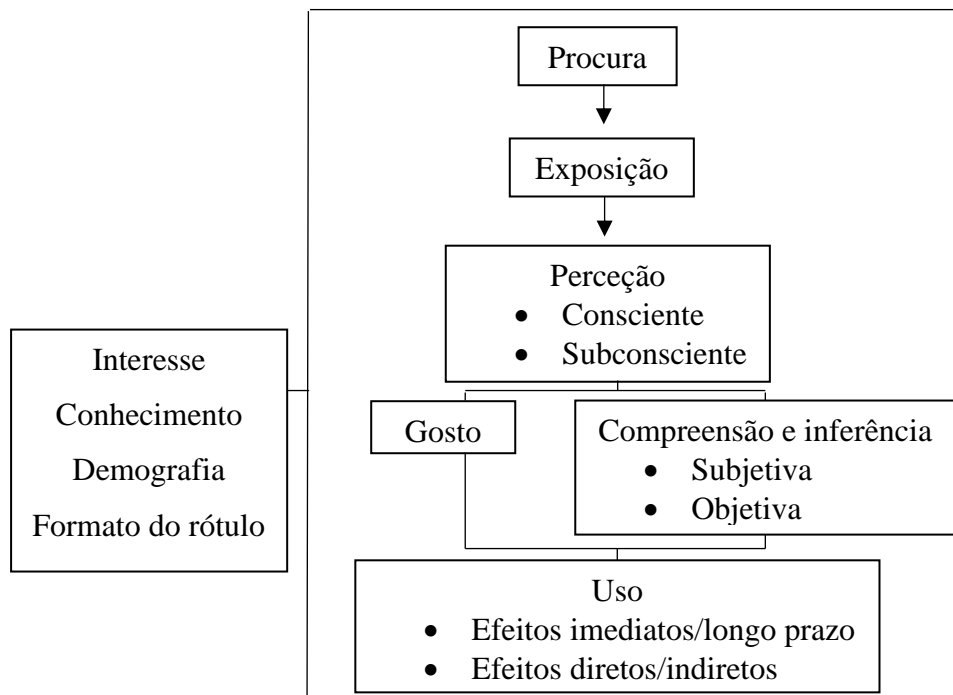 Procura
Exposição
Perceção
• Consciente
• Subconsciente
Interesse
Conhecimento
Demografia
Formato do rótulo
Gosto
Compreensão e inferência
• Subjetiva
• Objetiva
Uso
• Efeitos imediatos/longo prazo
• Efeitos diretos/indiretos